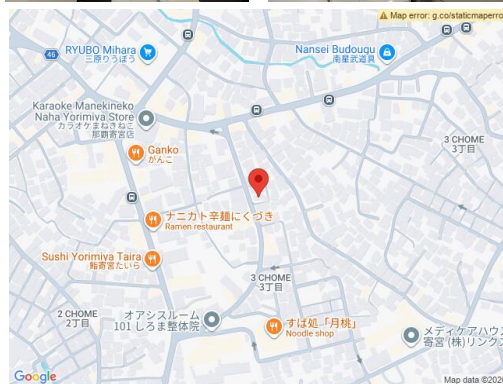 Map error: g.co/staticmaperro
RYUBO Mihara
三原りうぼう
Nansei Budougu
南星武道具
46
Karaoke Manekineko
Naha Yorimiya Store
カラオケまねきねこ
那覇寄宮店
3 CHOME
3丁目
Ganko
がんこ
ナニカト辛麺にくづき
Ramen restaurant
Sushi Yorimiya Taira
鮨寄宮たいら
3 CHOME
3丁目
2 CHOME
2丁目
オアシスルーム
101 しろま整体院
すば処「月桃」
Noodle shop
メディケアハウス
寄宮 (株)リンクス
Google
Map data ©202